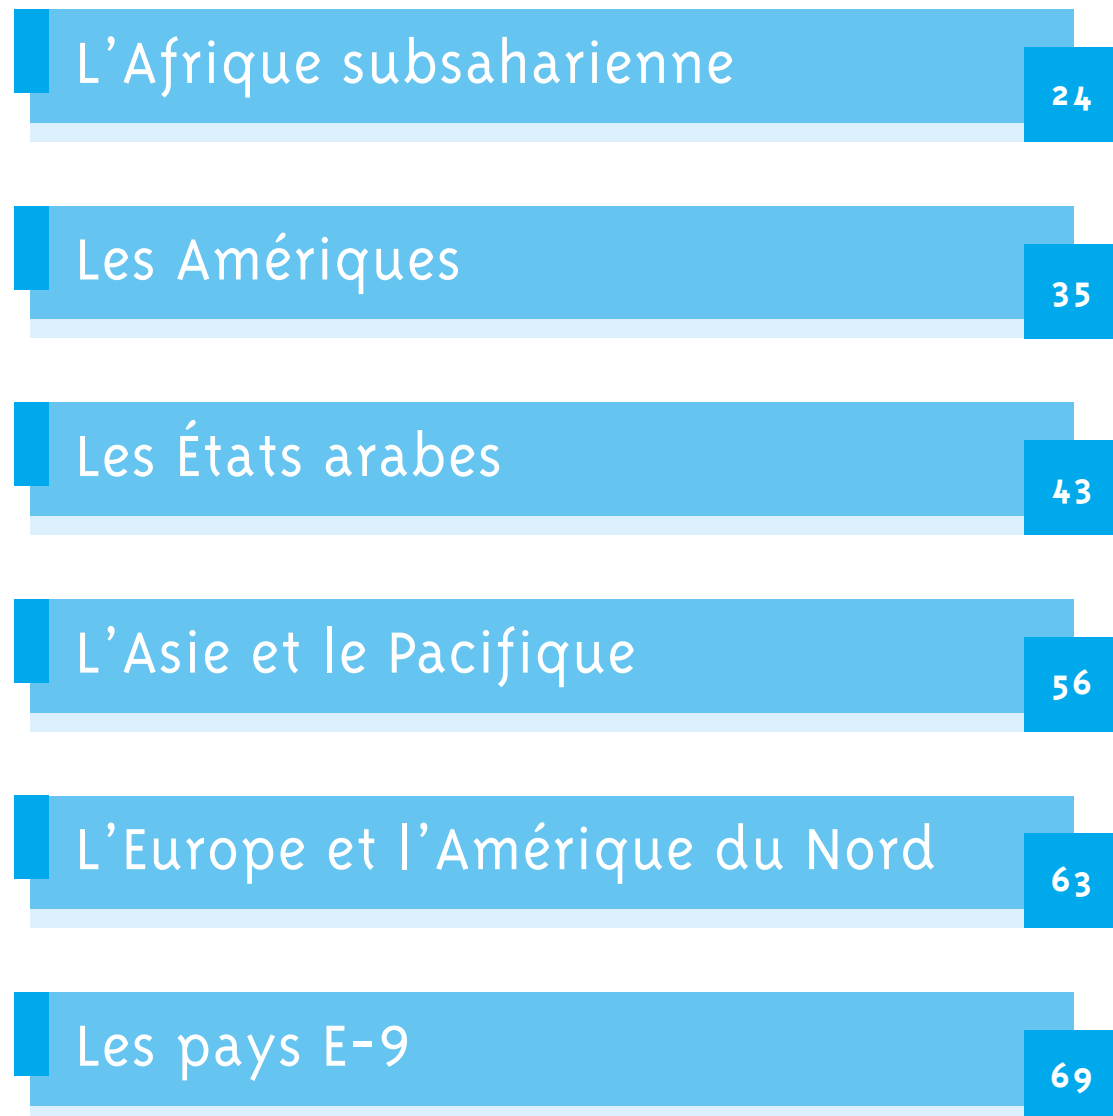 L’Afrique subsaharienne
24
Les Amériques
35
Les États arabes
43
L’Asie et le Pacifique
56
L’Europe et l’Amérique du Nord
63
Les pays E-9
69